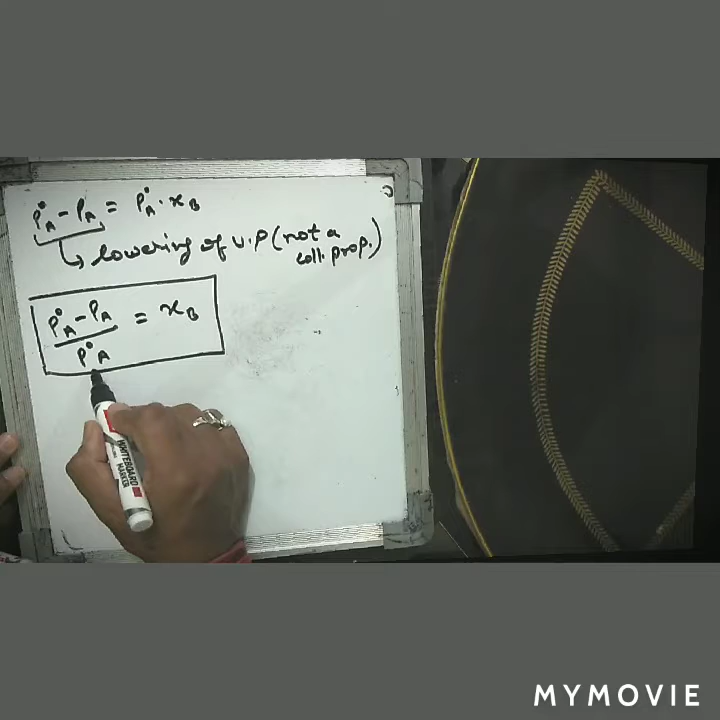 P°A - PA = P°A · xB
↳ lowering of v.p (not a
coll. prop.)
P°A - PA
―――― = xB
P°A
WHITEBOARD
MARKER
MYMOVIE